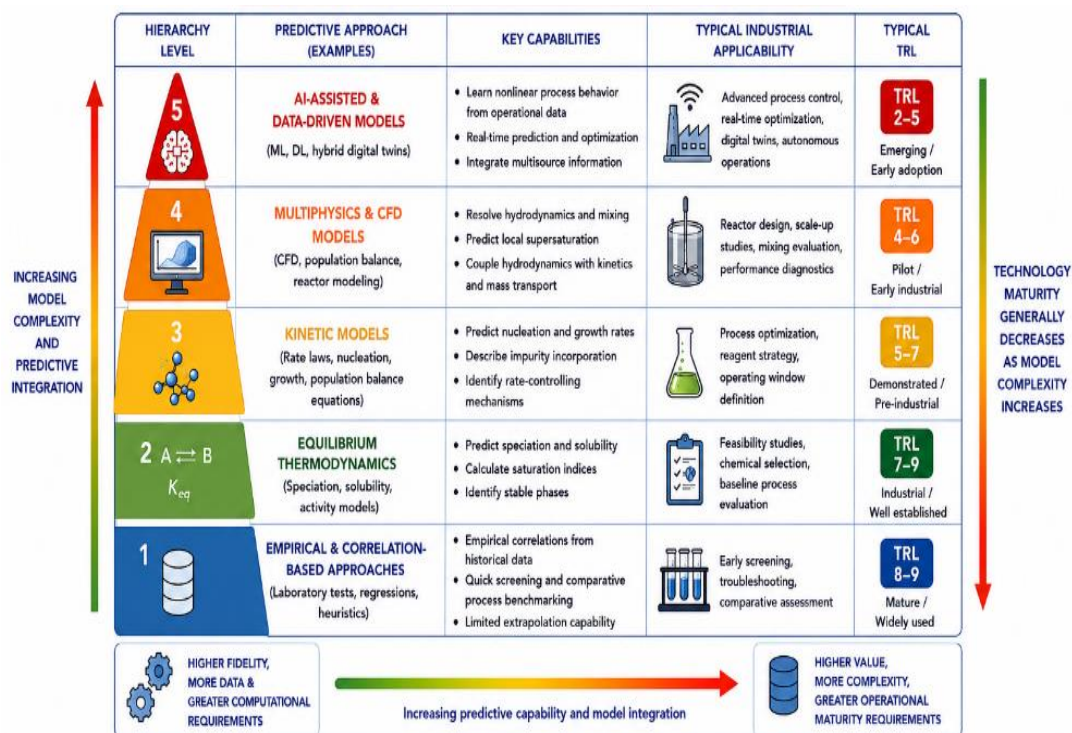 HIERARCHY
LEVEL
PREDICTIVE APPROACH
(EXAMPLES)
KEY CAPABILITIES
TYPICAL INDUSTRIAL
APPLICABILITY
TYPICAL
TRL
5
AI-ASSISTED &
DATA-DRIVEN MODELS
(ML, DL, hybrid digital twins)
• Learn nonlinear process behavior
from operational data
• Real-time prediction and optimization
• Integrate multisource information
Advanced process control,
real-time optimization,
digital twins, autonomous
operations
TRL
2–5
Emerging /
Early adoption
4
MULTIPHYSICS & CFD
MODELS
(CFD, population balance,
reactor modeling)
• Resolve hydrodynamics and mixing
• Predict local supersaturation
• Couple hydrodynamics with kinetics
and mass transport
Reactor design, scale-up
studies, mixing evaluation,
performance diagnostics
TRL
4–6
Pilot /
Early industrial
3
KINETIC MODELS
(Rate laws, nucleation,
growth, population balance
equations)
• Predict nucleation and growth rates
• Describe impurity incorporation
• Identify rate-controlling
mechanisms
Process optimization,
reagent strategy,
operating window
definition
TRL
5–7
Demonstrated /
Pre-industrial
2 A ⇄ B
Keq
EQUILIBRIUM
THERMODYNAMICS
(Speciation, solubility,
activity models)
• Predict speciation and solubility
• Calculate saturation indices
• Identify stable phases
Feasibility studies,
chemical selection,
baseline process
evaluation
TRL
7–9
Industrial /
Well established
1
EMPIRICAL & CORRELATION-
BASED APPROACHES
(Laboratory tests, regressions,
heuristics)
• Empirical correlations from
historical data
• Quick screening and comparative
process benchmarking
• Limited extrapolation capability
Early screening,
troubleshooting,
comparative assessment
TRL
8–9
Mature /
Widely used
INCREASING
MODEL
COMPLEXITY
AND
PREDICTIVE
INTEGRATION
TECHNOLOGY
MATURITY
GENERALLY
DECREASES
AS MODEL
COMPLEXITY
INCREASES
HIGHER FIDELITY,
MORE DATA &
GREATER COMPUTATIONAL
REQUIREMENTS
Increasing predictive capability and model integration
HIGHER VALUE,
MORE COMPLEXITY,
GREATER OPERATIONAL
MATURITY REQUIREMENTS